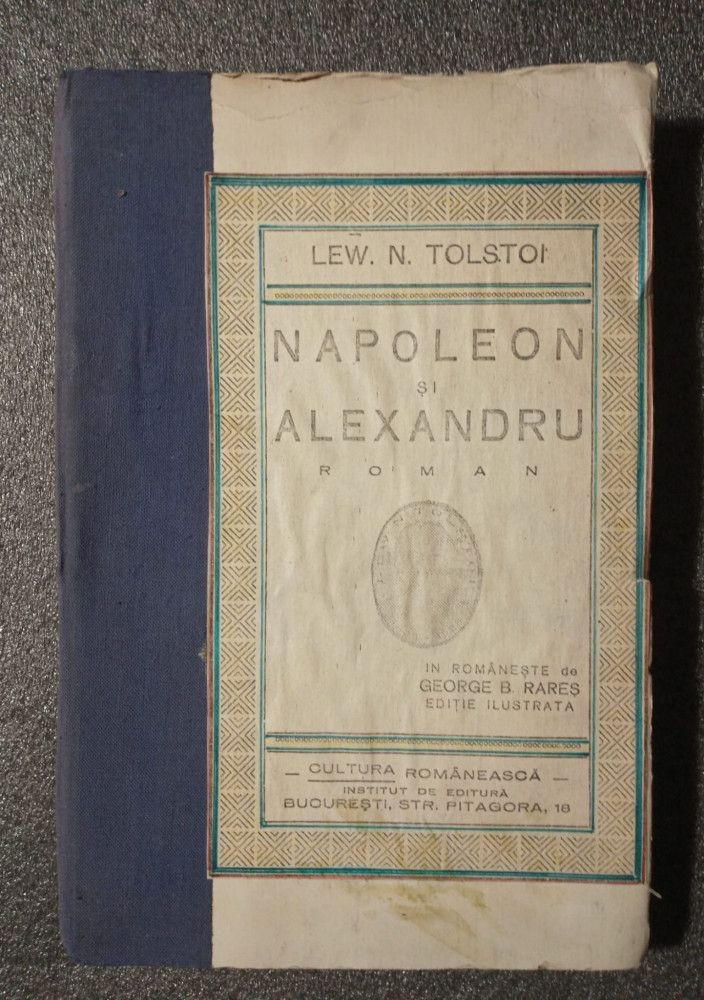 LEW. N. TOLSTOI
NAPOLEON
ȘI
ALEXANDRU
ROMAN
IN ROMÂNEȘTE de
GEORGE B. RAREȘ
EDIȚIE ILUSTRATA
— CULTURA ROMÂNEASCĂ —
INSTITUT DE EDITURĂ
BUCUREȘTI, STR. PITAGORA, 18